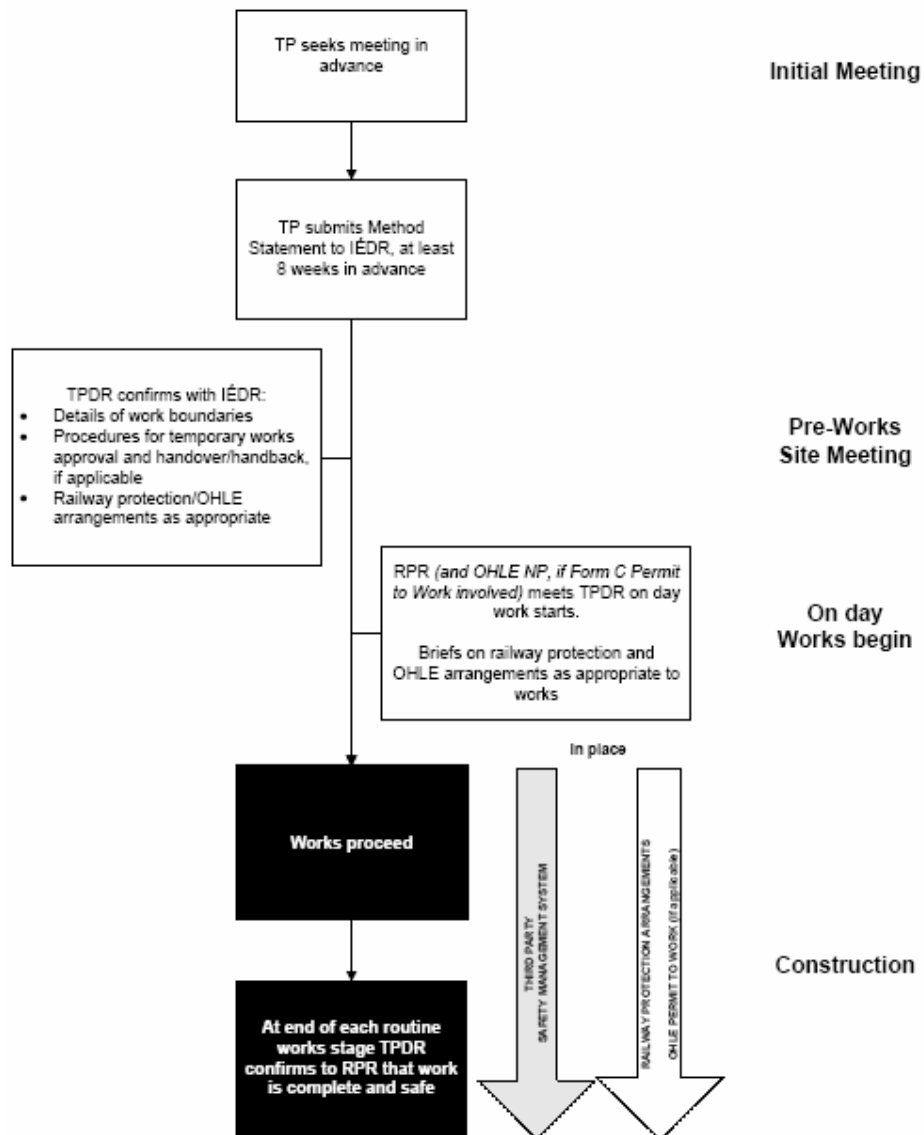 TP seeks meeting in
advance
Initial Meeting
TP submits Method
Statement to IÉDR, at least
8 weeks in advance
TPDR confirms with IÉDR:
• Details of work boundaries
• Procedures for temporary works
approval and handover/handback,
if applicable
• Railway protection/OHLE
arrangements as appropriate
Pre-Works
Site Meeting
RPR (and OHLE NP, if Form C Permit
to Work involved) meets TPDR on day
work starts.
Briefs on railway protection and
OHLE arrangements as appropriate to
works
On day
Works begin
In place
Works proceed
THIRD PARTY
SAFETY MANAGEMENT SYSTEM
RAILWAY PROTECTION ARRANGEMENTS
OHLE PERMIT TO WORK (if applicable)
Construction
At end of each routine
works stage TPDR
confirms to RPR that work
is complete and safe